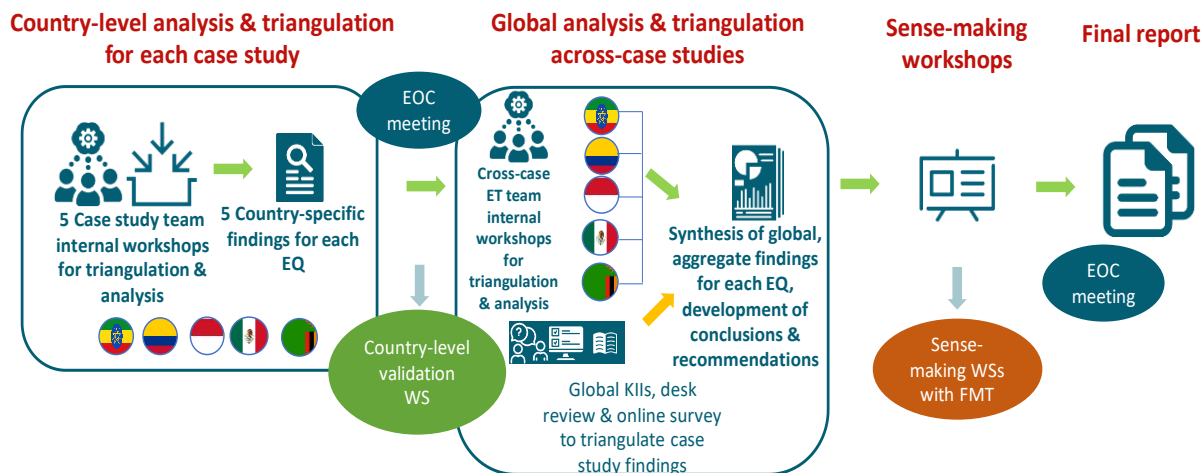 Country-level analysis & triangulation
for each case study
Global analysis & triangulation
across-case studies
Sense-making
workshops
Final report
EOC
meeting
5 Case study team
internal workshops
for triangulation &
analysis
5 Country-specific
findings for each
EQ
Country-level
validation
WS
Cross-case
ET team
internal
workshops
for
triangulation
& analysis
Synthesis of global,
aggregate findings
for each EQ,
development of
conclusions &
recommendations
Global KIIs, desk
review & online survey
to triangulate case
study findings
Sense-
making WSs
with FMT
EOC
meeting